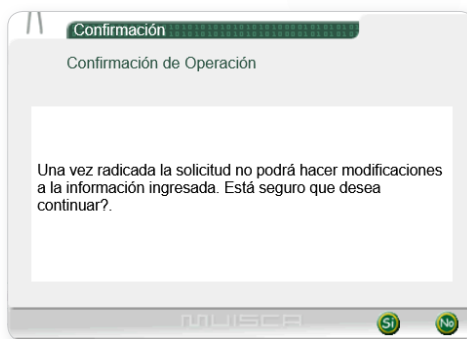 Confirmación
Confirmación de Operación
Una vez radicada la solicitud no podrá hacer modificaciones
a la información ingresada. Está seguro que desea
continuar?.
MUISCA
Si No